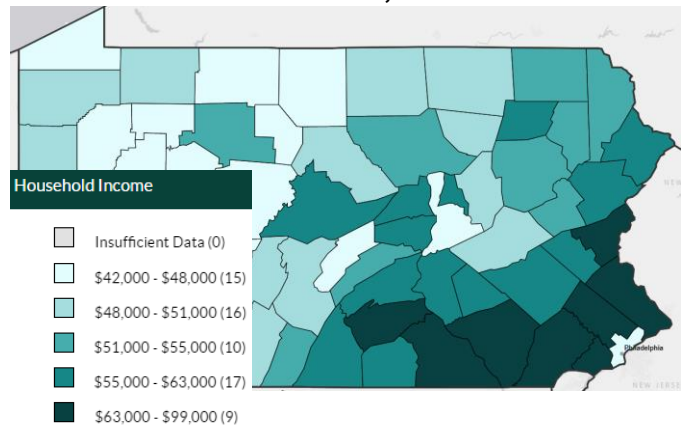 Household Income
Insufficient Data (0)
$42,000 - $48,000 (15)
$48,000 - $51,000 (16)
$51,000 - $55,000 (10)
$55,000 - $63,000 (17)
$63,000 - $99,000 (9)
Philadelphia
NEW JERSE